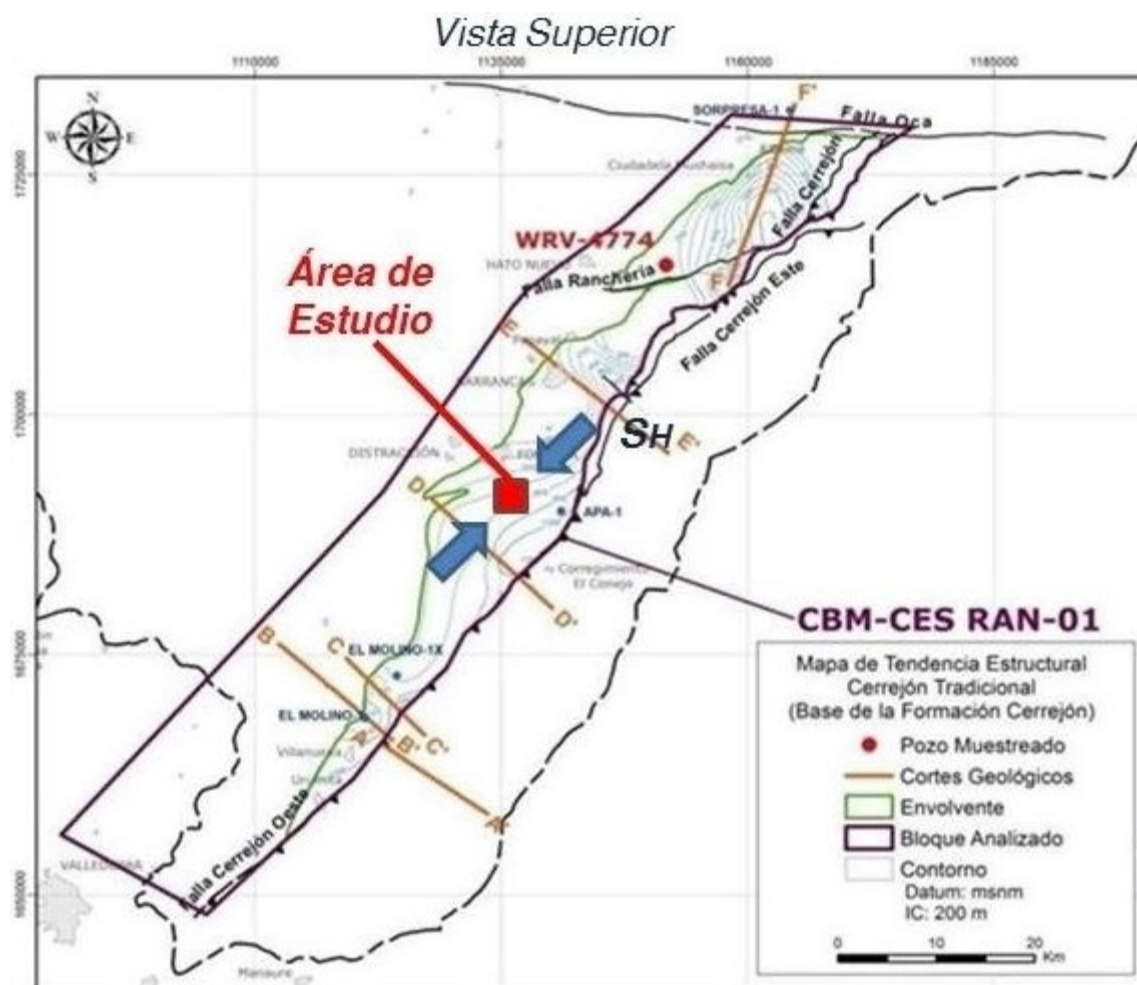 Vista Superior
1110000
1135000
1160000
1185000
N
W
E
S
SORPRESA-1
F'
Falla Oca
1725000
Falla Cerrejón
WRV-4774
HATO NUEVO
Falla Ranchería
F
Falla Cerrejón Este
Área de
Estudio
E
BARRANCAS
1700000
SH
E'
DISTRACCIÓN
D
APA-1
Corregimiento
El Conejo
D'
CBM-CES RAN-01
B
C
EL MOLINO-1X
1675000
EL MOLINO
A
B'
C'
Villanueva
Urumita
A'
Falla Cerrejón Oeste
VALLEDUPAR
1650000
Manaure
Mapa de Tendencia Estructural
Cerrejón Tradicional
(Base de la Formación Cerrejón)
Pozo Muestreado
Cortes Geológicos
Envolvente
Bloque Analizado
Contorno
Datum: msnm
IC: 200 m
0 10 20
Km